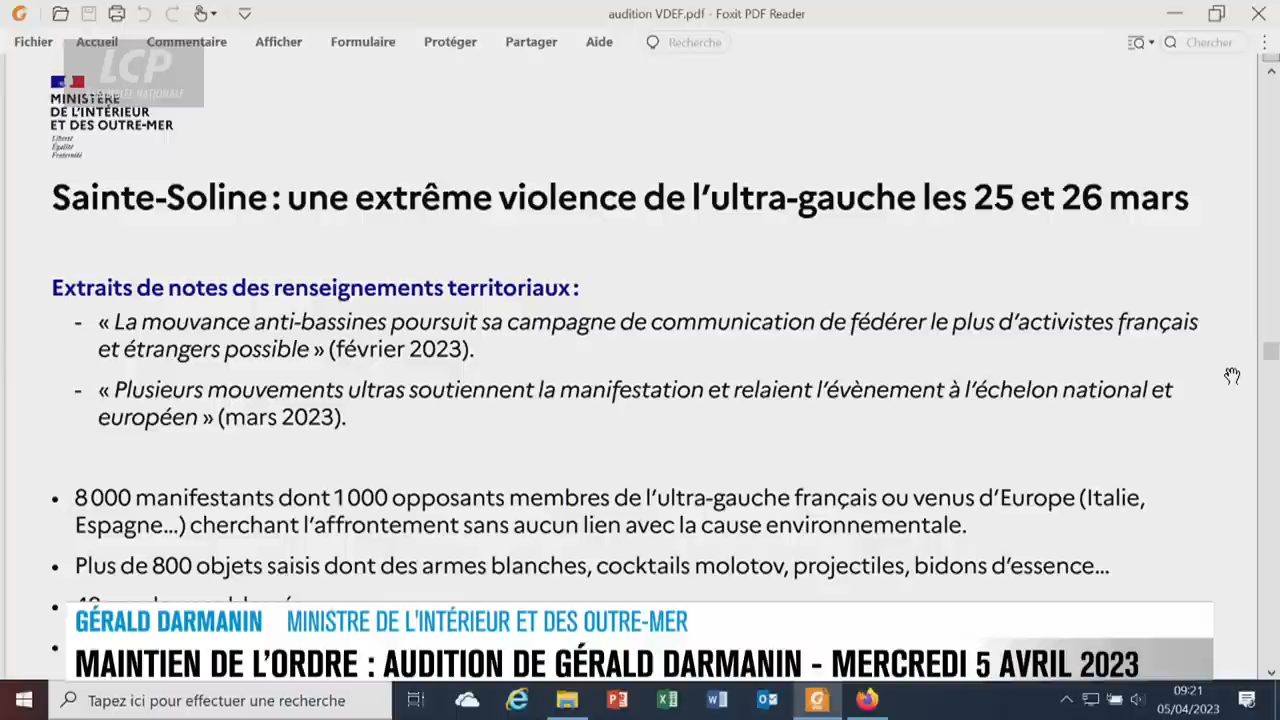 audition VDEF.pdf - Foxit PDF Reader
Fichier Accueil Commentaire Afficher Formulaire Protéger Partager Aide Recherche Chercher
LCP
ASSEMBLÉE NATIONALE
MINISTÈRE
DE L'INTÉRIEUR
ET DES OUTRE-MER
Liberté
Égalité
Fraternité
Sainte-Soline : une extrême violence de l'ultra-gauche les 25 et 26 mars
Extraits de notes des renseignements territoriaux :
- « La mouvance anti-bassines poursuit sa campagne de communication de fédérer le plus d'activistes français
et étrangers possible » (février 2023).
- « Plusieurs mouvements ultras soutiennent la manifestation et relaient l'évènement à l'échelon national et
européen » (mars 2023).
• 8 000 manifestants dont 1 000 opposants membres de l'ultra-gauche français ou venus d'Europe (Italie,
Espagne…) cherchant l'affrontement sans aucun lien avec la cause environnementale.
• Plus de 800 objets saisis dont des armes blanches, cocktails molotov, projectiles, bidons d'essence…
GÉRALD DARMANIN MINISTRE DE L'INTÉRIEUR ET DES OUTRE-MER
MAINTIEN DE L'ORDRE : AUDITION DE GÉRALD DARMANIN - MERCREDI 5 AVRIL 2023
Tapez ici pour effectuer une recherche
09:21
05/04/2023